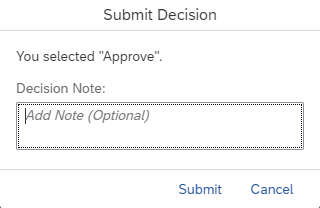 Submit Decision
You selected "Approve".
Decision Note:
Add Note (Optional)
Submit Cancel